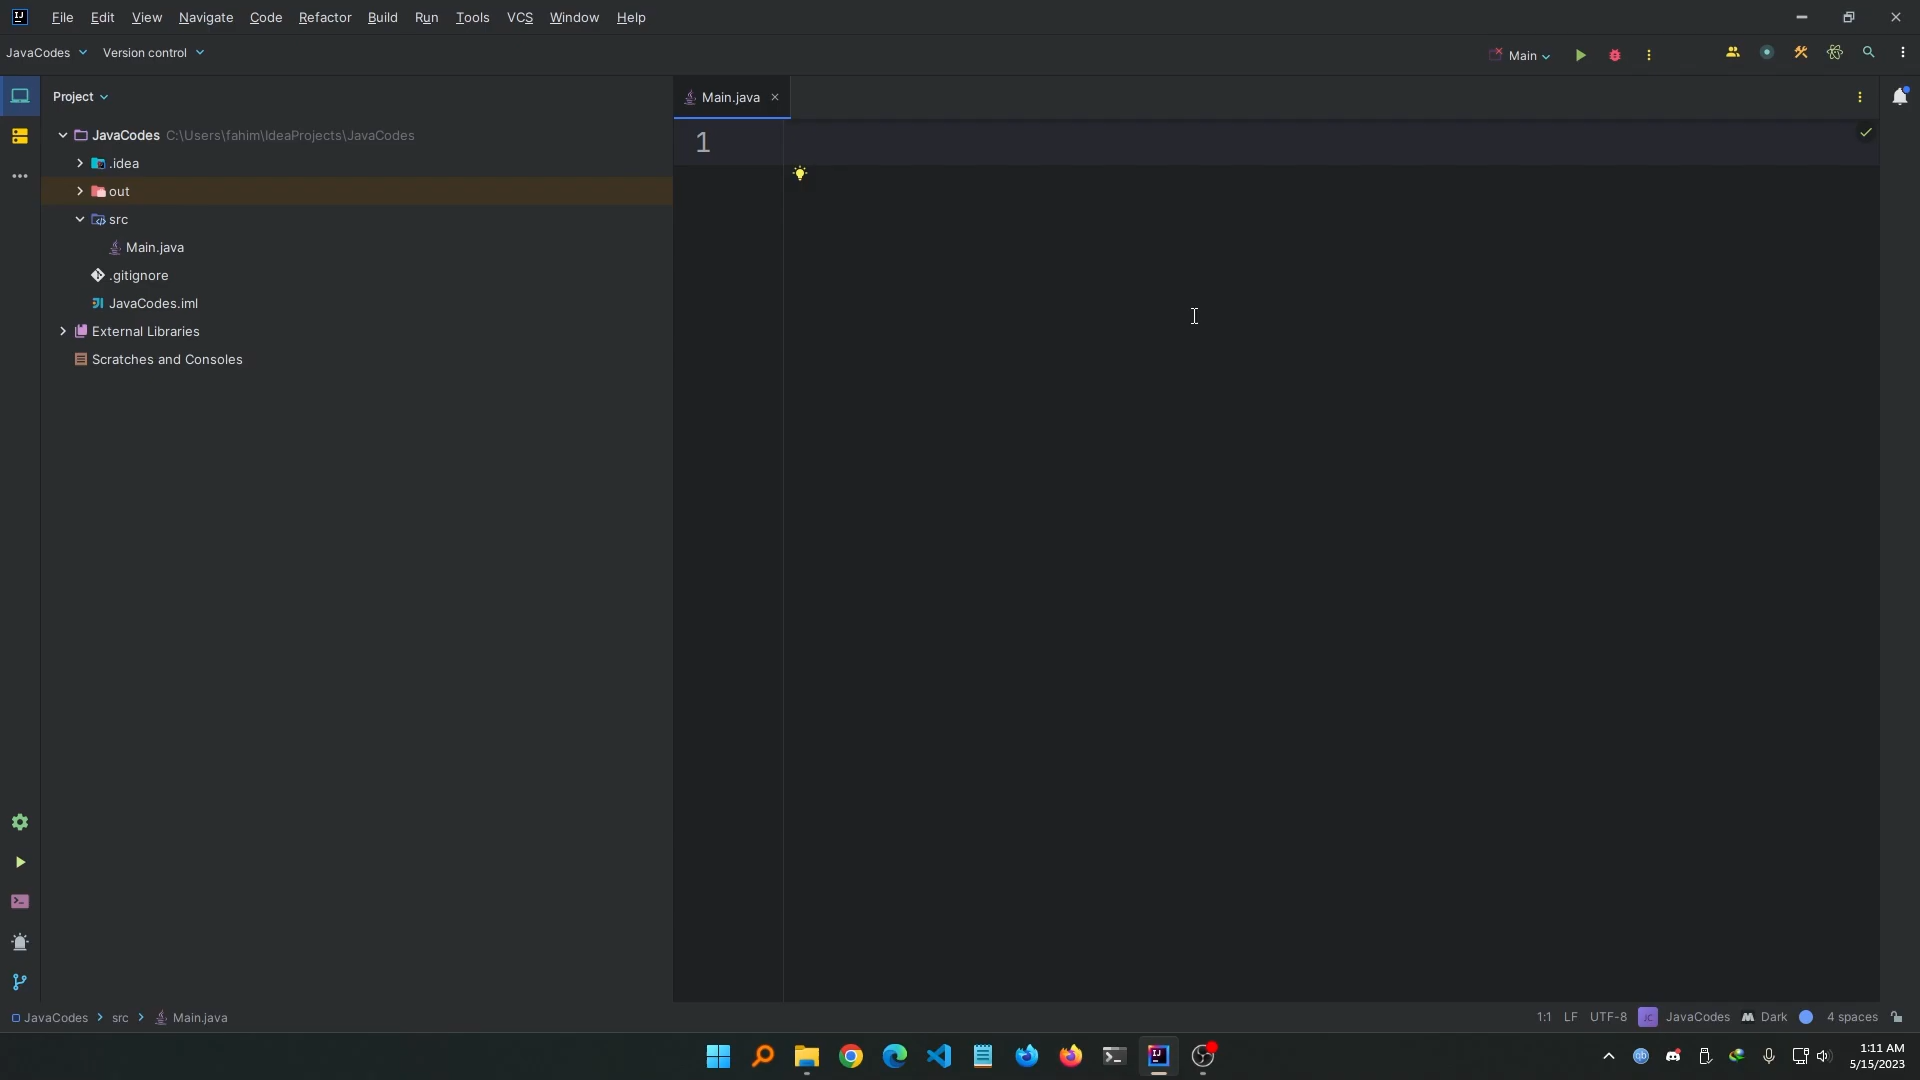 File Edit View Navigate Code Refactor Build Run Tools VCS Window Help
JavaCodes Version control Main
Project
Main.java
JavaCodes C:\Users\fahim\IdeaProjects\JavaCodes
1
.idea
out
src
Main.java
.gitignore
JavaCodes.iml
External Libraries
Scratches and Consoles
JavaCodes src Main.java
1:1 LF UTF-8 JC JavaCodes M Dark 4 spaces
1:11 AM
5/15/2023